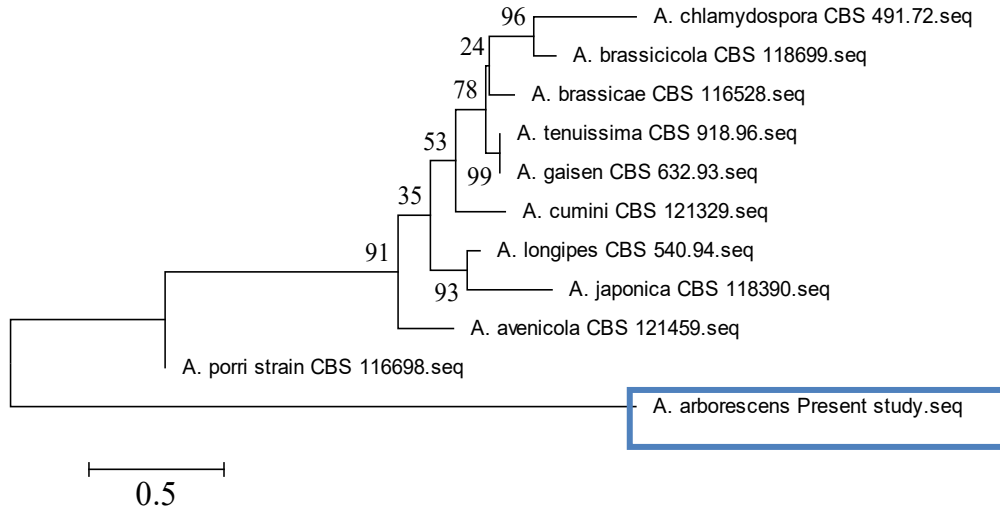 96
A. chlamydospora CBS 491.72.seq
24
A. brassicicola CBS 118699.seq
78
A. brassicae CBS 116528.seq
53
A. tenuissima CBS 918.96.seq
99
A. gaisen CBS 632.93.seq
35
A. cumini CBS 121329.seq
91
A. longipes CBS 540.94.seq
93
A. japonica CBS 118390.seq
A. avenicola CBS 121459.seq
A. porri strain CBS 116698.seq
A. arborescens Present study.seq
0.5